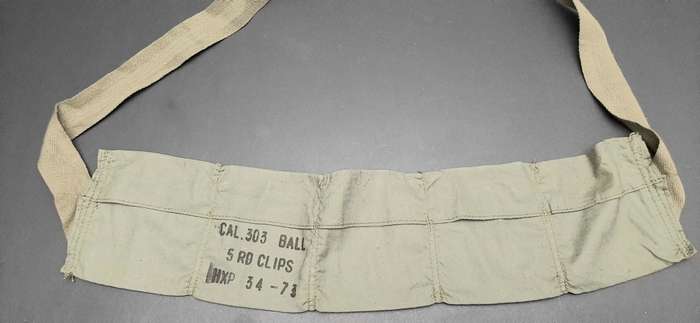 CAL.303 BALL
5 RD CLIPS
HXP 34-73